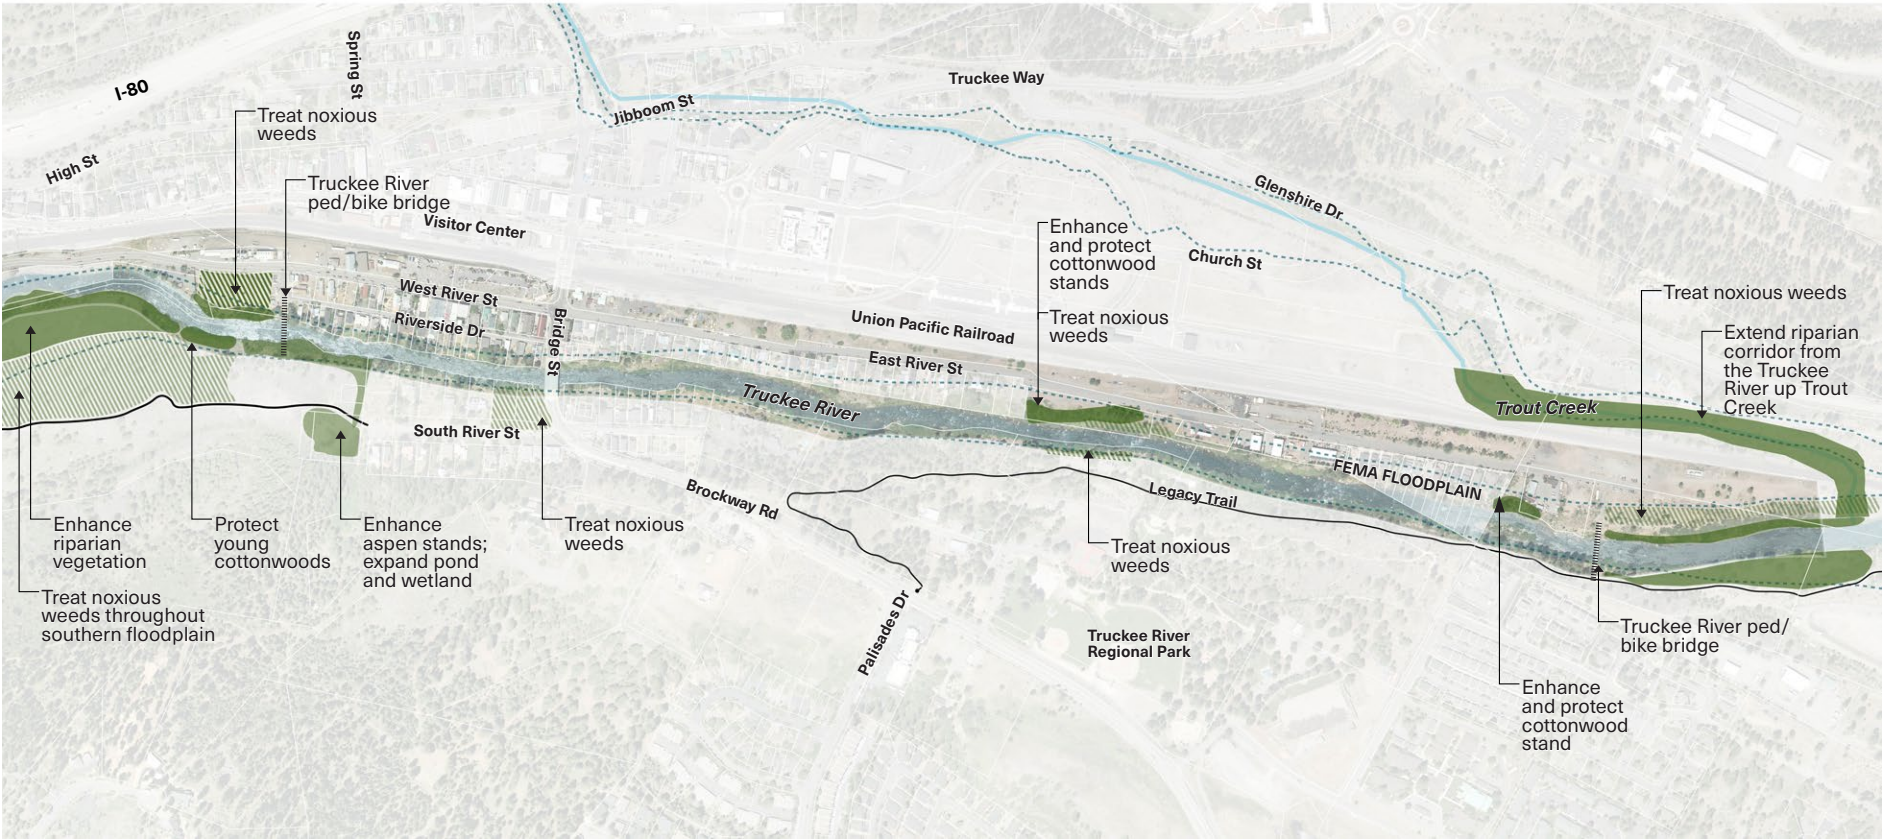 I-80
Spring St
High St
Treat noxious
weeds
Truckee River
ped/bike bridge
Visitor Center
Jibboom St
Truckee Way
Glenshire Dr
Church St
Enhance
and protect
cottonwood
stands
Treat noxious
weeds
West River St
Riverside Dr
Bridge St
Union Pacific Railroad
East River St
Truckee River
South River St
Brockway Rd
Palisades Dr
Legacy Trail
FEMA FLOODPLAIN
Trout Creek
Treat noxious weeds
Extend riparian
corridor from
the Truckee
River up Trout
Creek
Enhance
riparian
vegetation
Treat noxious
weeds throughout
southern floodplain
Protect
young
cottonwoods
Enhance
aspen stands;
expand pond
and wetland
Treat noxious
weeds
Treat noxious
weeds
Truckee River
Regional Park
Truckee River ped/
bike bridge
Enhance
and protect
cottonwood
stand